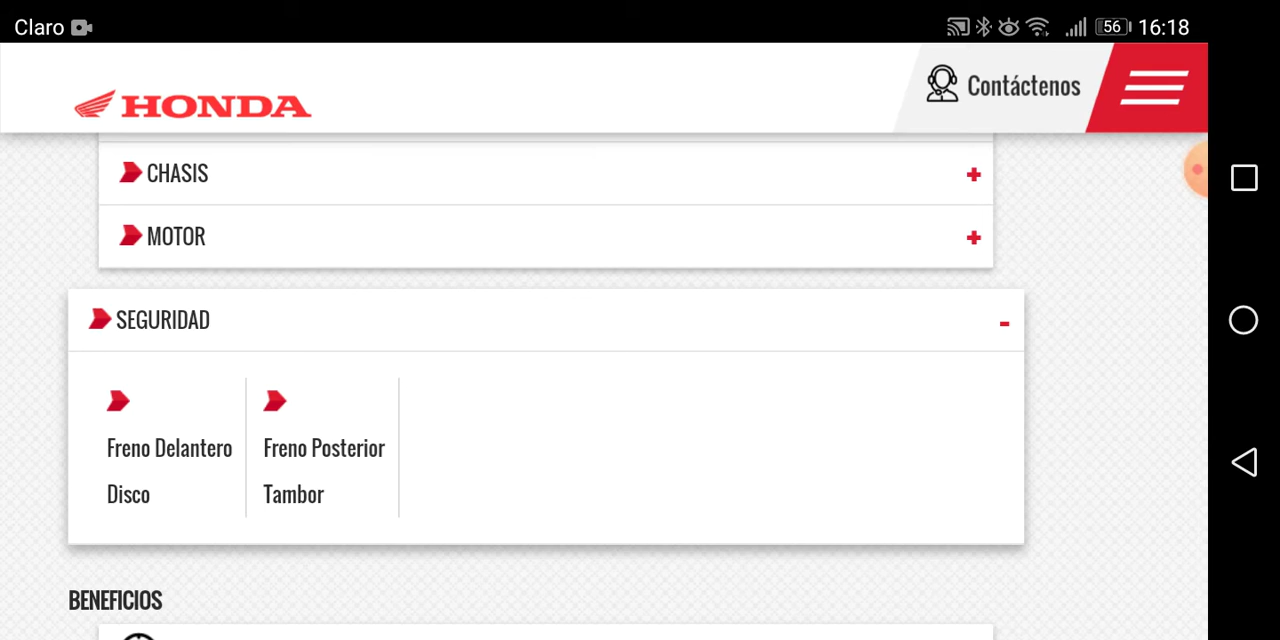 Claro 56 16:18
HONDA
Contáctenos
CHASIS +
MOTOR +
SEGURIDAD -
Freno Delantero
Disco
Freno Posterior
Tambor
BENEFICIOS